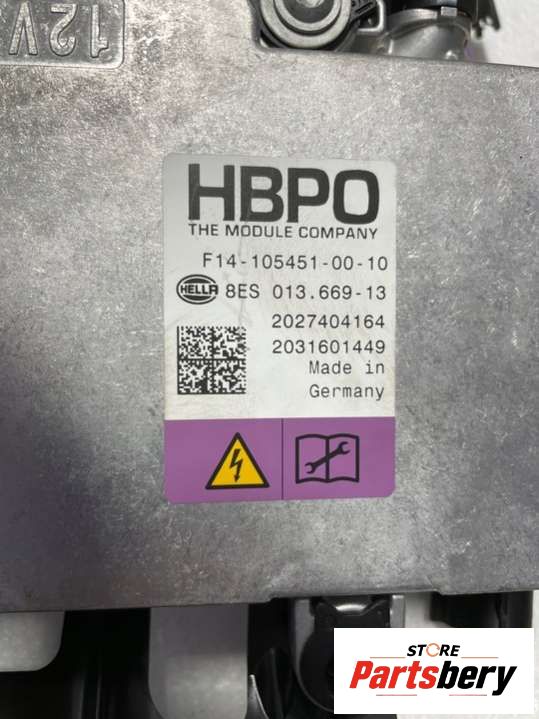 12V
HBPO
THE MODULE COMPANY
F14-105451-00-10
HELLA 8ES 013.669-13
2027404164
2031601449
Made in
Germany
STORE
Partsbery